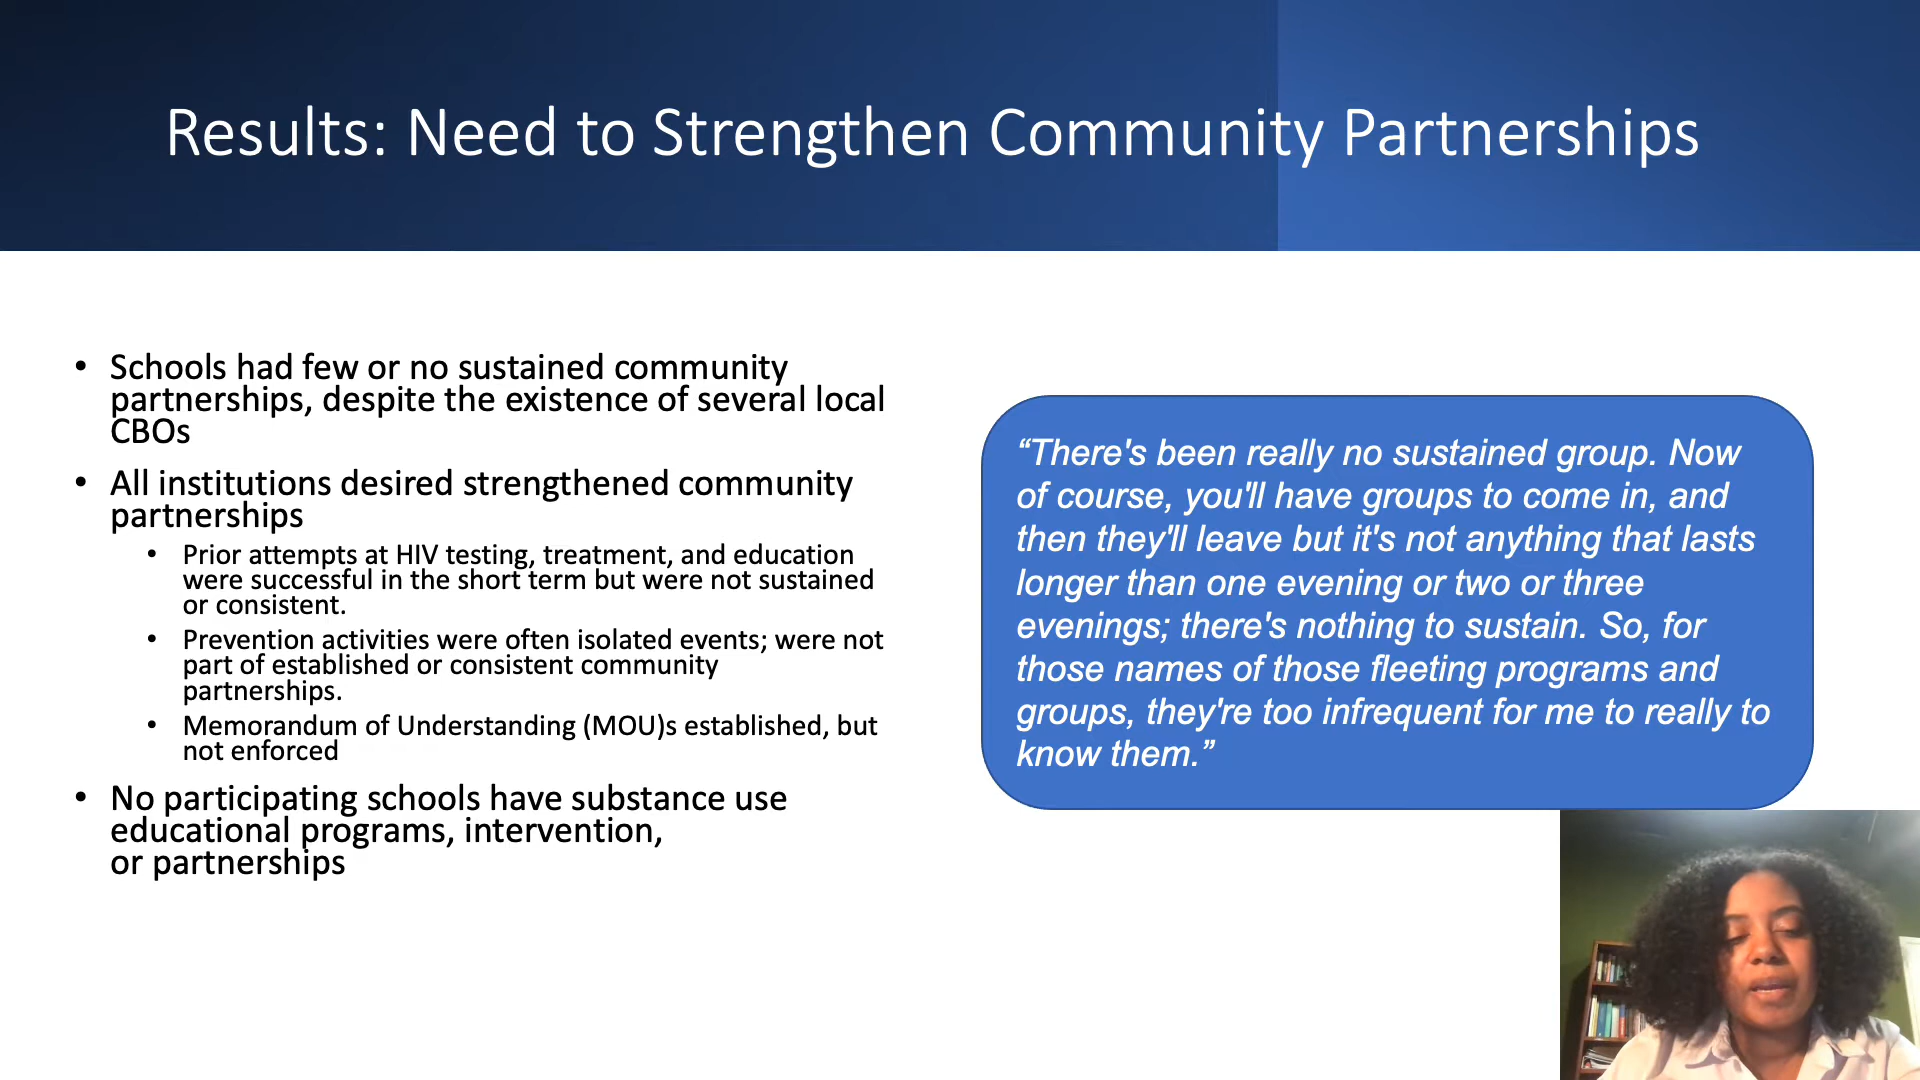 Results: Need to Strengthen Community Partnerships
• Schools had few or no sustained community
partnerships, despite the existence of several local
CBOs
• All institutions desired strengthened community
partnerships
• Prior attempts at HIV testing, treatment, and education
were successful in the short term but were not sustained
or consistent.
• Prevention activities were often isolated events; were not
part of established or consistent community
partnerships.
• Memorandum of Understanding (MOU)s established, but
not enforced
• No participating schools have substance use
educational programs, intervention,
or partnerships
“There's been really no sustained group. Now
of course, you'll have groups to come in, and
then they'll leave but it's not anything that lasts
longer than one evening or two or three
evenings; there's nothing to sustain. So, for
those names of those fleeting programs and
groups, they're too infrequent for me to really to
know them.”